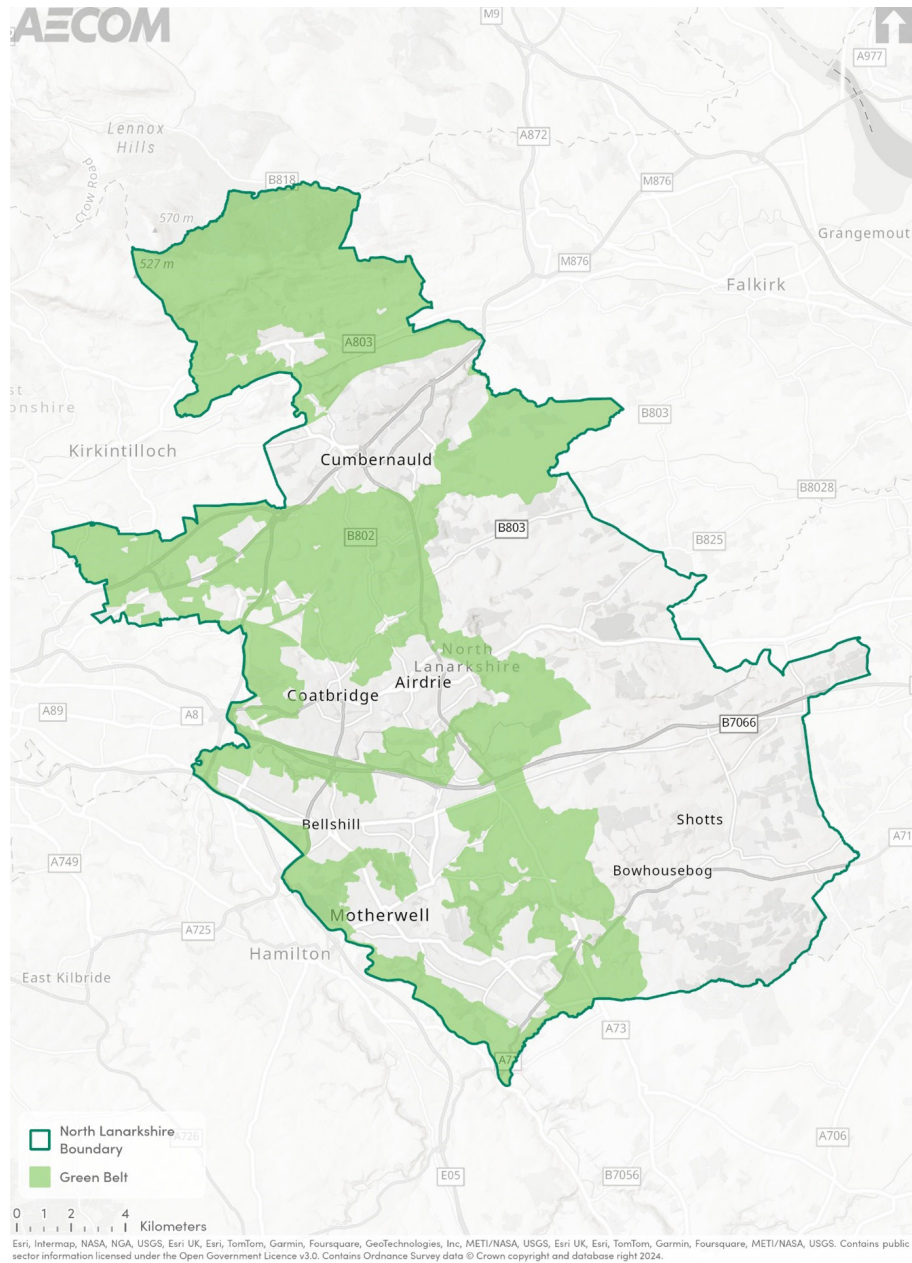 AECOM
M9
A977
Lennox
Hills
A872
Crow Road
B818
M876
570 m
Grangemout
527 m
M876
Falkirk
A803
st
onshire
B803
Kirkintilloch
Cumbernauld
B8028
B803
B802
B825
North
Lanarkshire
Airdrie
Coatbridge
A89
A8
B7066
Shotts
Bellshill
A71
A749
Bowhousebog
Motherwell
A725
Hamilton
East Kilbride
A73
A73
North Lanarkshire
Boundary
A726
A706
Green Belt
E05
B7056
0 1 2 4 Kilometers
Esri, Intermap, NASA, NGA, USGS, Esri UK, Esri, TomTom, Garmin, Foursquare, GeoTechnologies, Inc, METI/NASA, USGS, Esri UK, Esri, TomTom, Garmin, Foursquare, METI/NASA, USGS. Contains public
sector information licensed under the Open Government Licence v3.0. Contains Ordnance Survey data © Crown copyright and database right 2024.